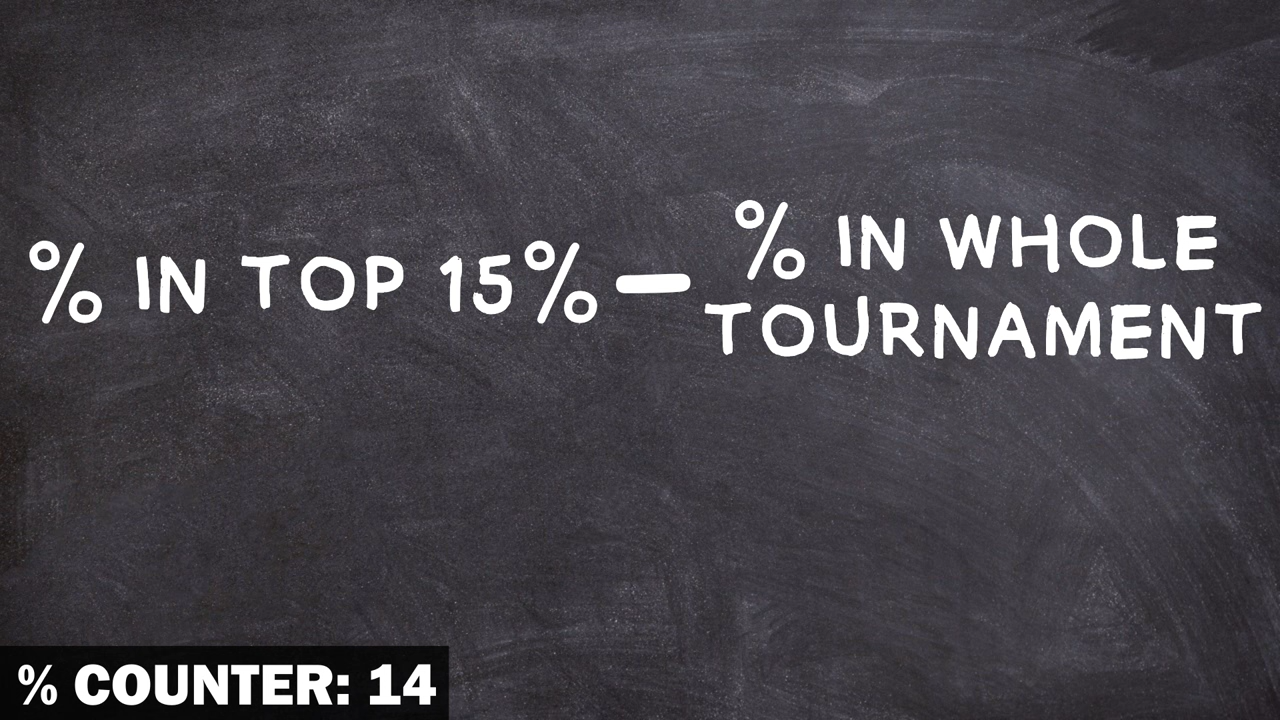 % IN TOP 15% —
% IN WHOLE
TOURNAMENT
% COUNTER: 14